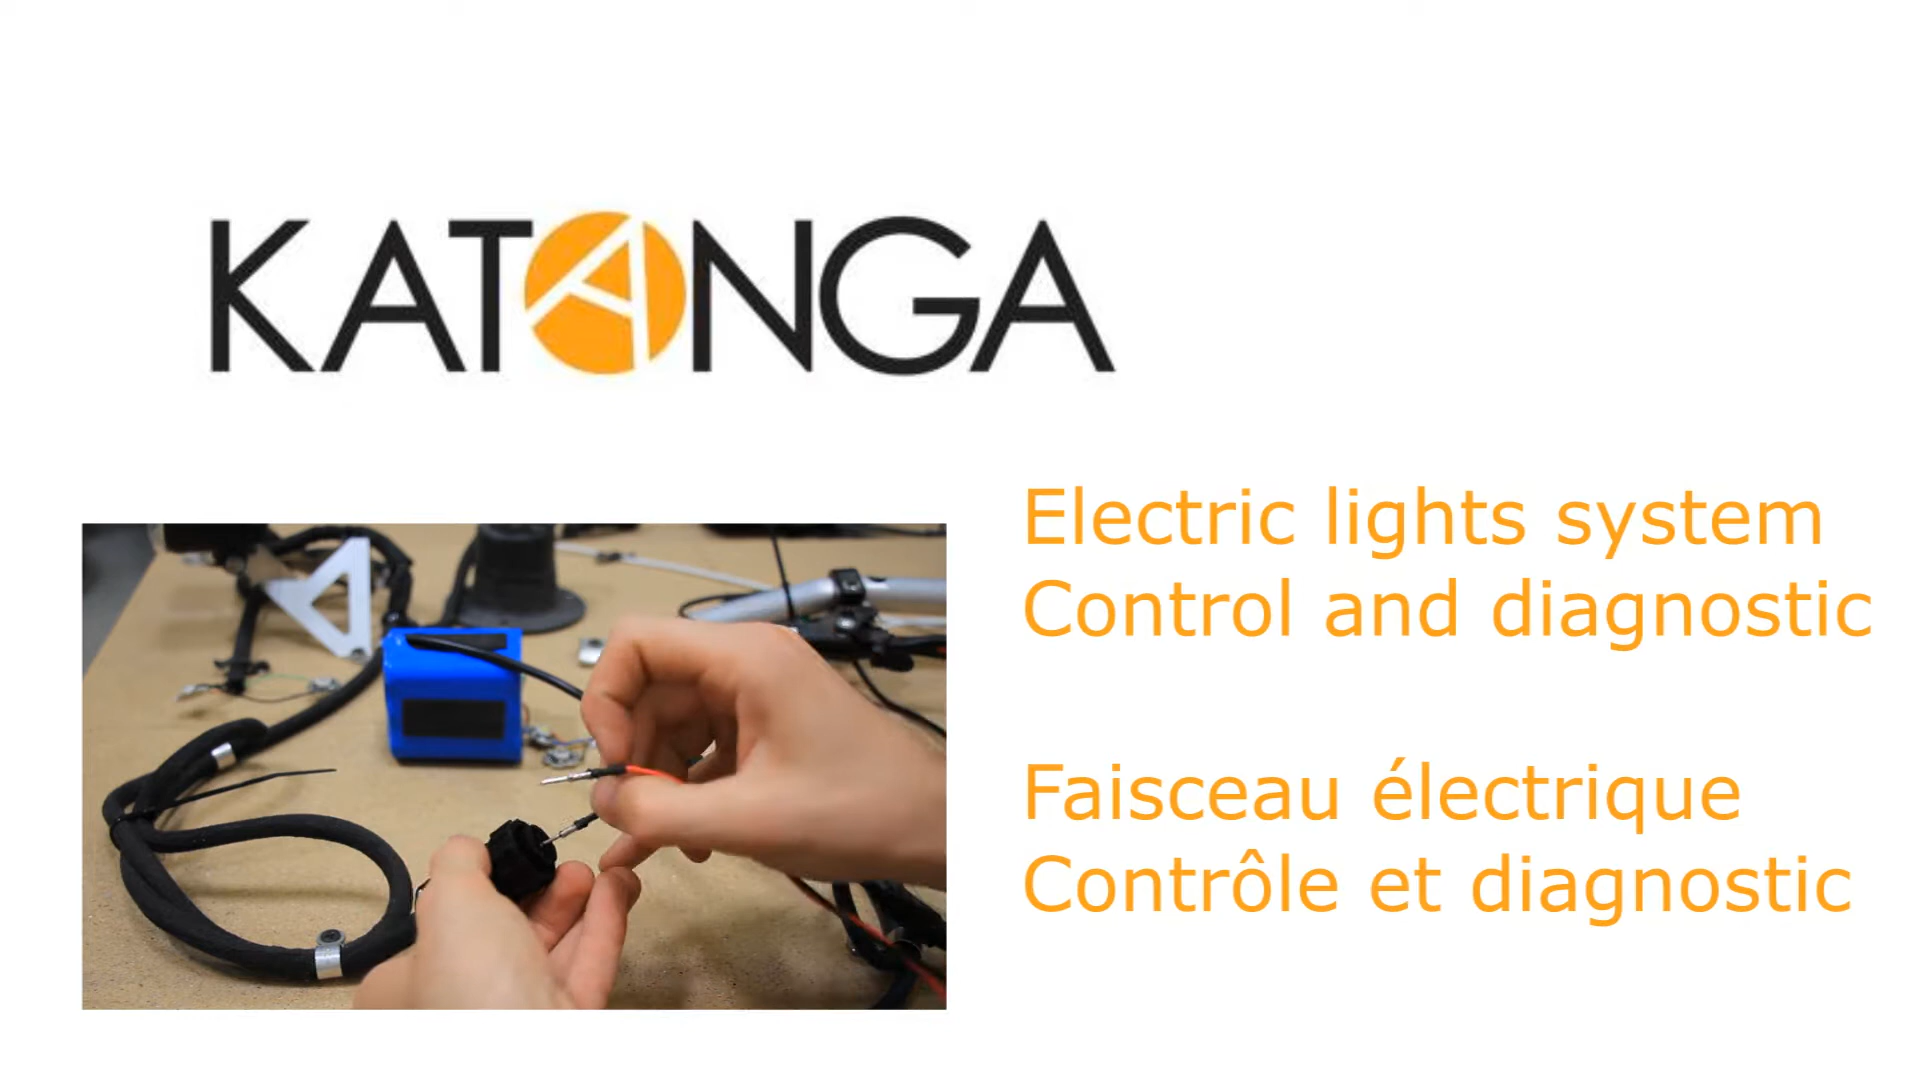 KATANGA
Electric lights system
Control and diagnostic
Faisceau électrique
Contrôle et diagnostic